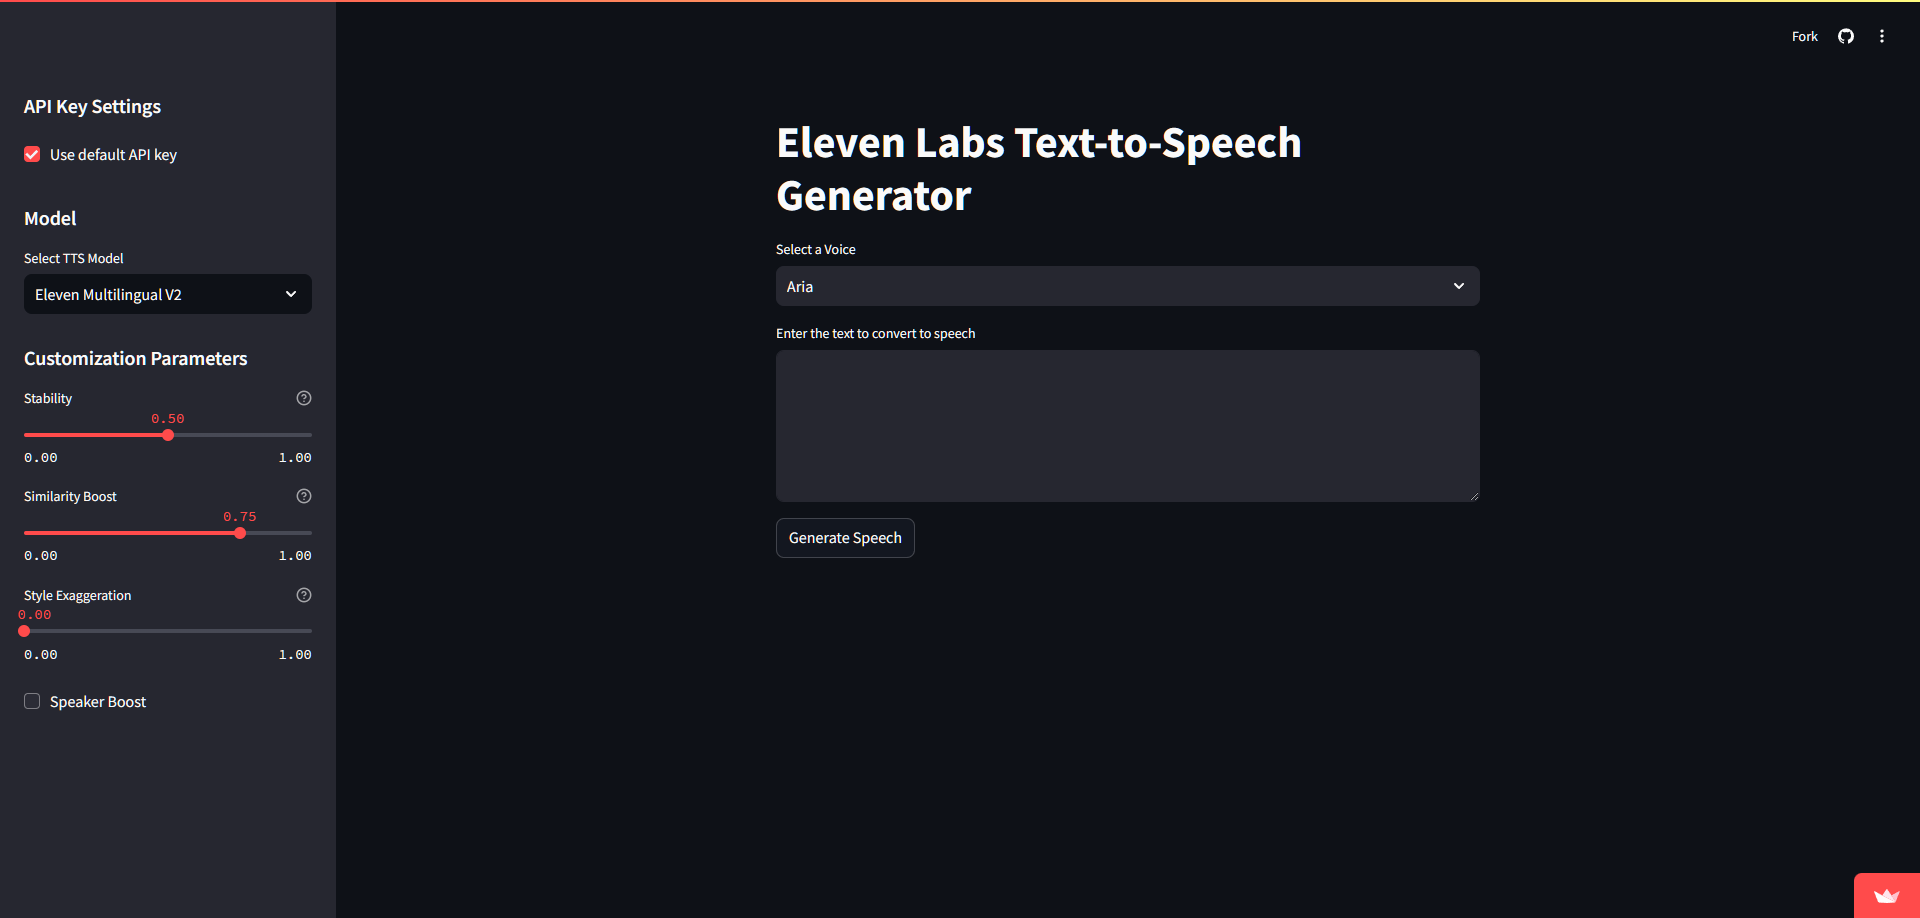 Fork
API Key Settings
Use default API key
Model
Select TTS Model
Eleven Multilingual V2
Customization Parameters
Stability
0.50
0.00 1.00
Similarity Boost
0.75
0.00 1.00
Style Exaggeration
0.00
0.00 1.00
Speaker Boost
Eleven Labs Text-to-Speech
Generator
Select a Voice
Aria
Enter the text to convert to speech
Generate Speech